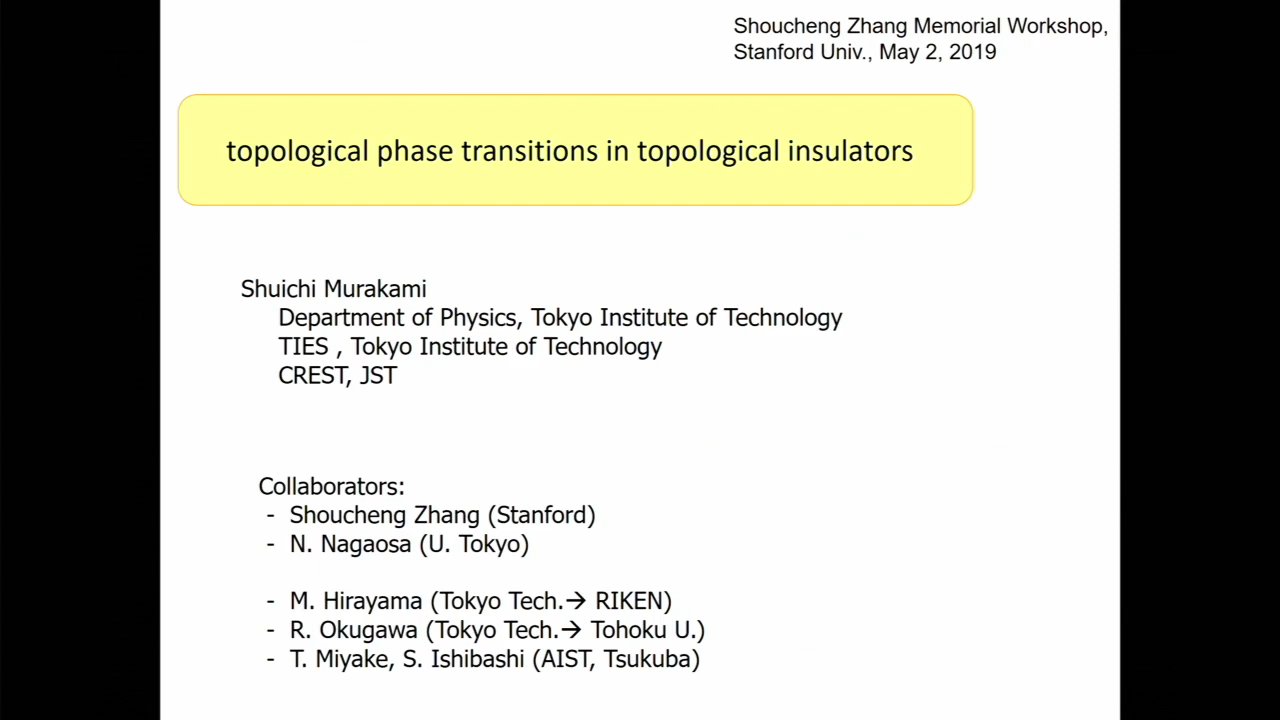 Shoucheng Zhang Memorial Workshop,
Stanford Univ., May 2, 2019
topological phase transitions in topological insulators
Shuichi Murakami
Department of Physics, Tokyo Institute of Technology
TIES , Tokyo Institute of Technology
CREST, JST
Collaborators:
- Shoucheng Zhang (Stanford)
- N. Nagaosa (U. Tokyo)
- M. Hirayama (Tokyo Tech.→ RIKEN)
- R. Okugawa (Tokyo Tech.→ Tohoku U.)
- T. Miyake, S. Ishibashi (AIST, Tsukuba)